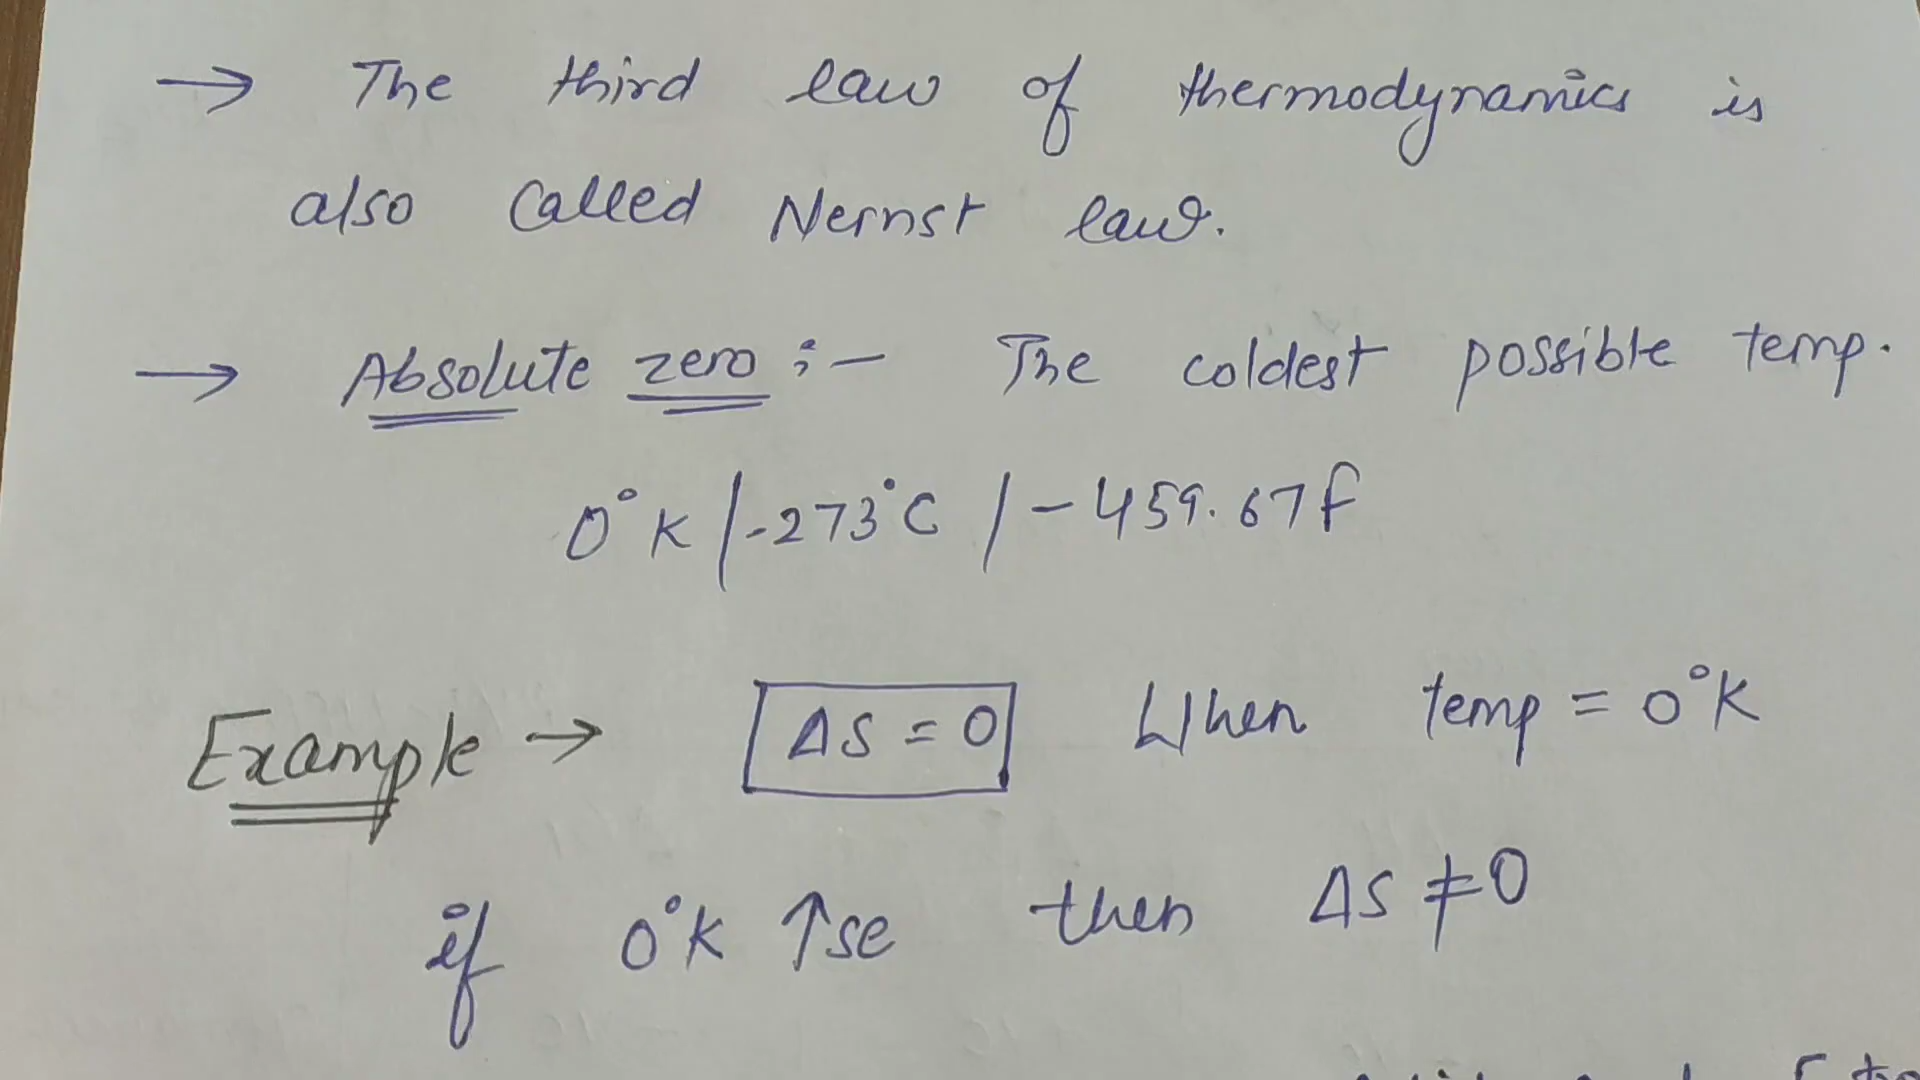 → The third law of thermodynamics is
also called Nernst law.
→ Absolute zero :- The coldest possible temp.
0°K / -273°C / -459.67F
Example → ΔS = 0 When temp = 0°K
if 0°K ↑se then ΔS ≠ 0